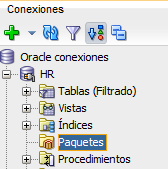 Conexiones
Oracle conexiones
HR
Tablas (Filtrado)
Vistas
Índices
Paquetes
Procedimientos